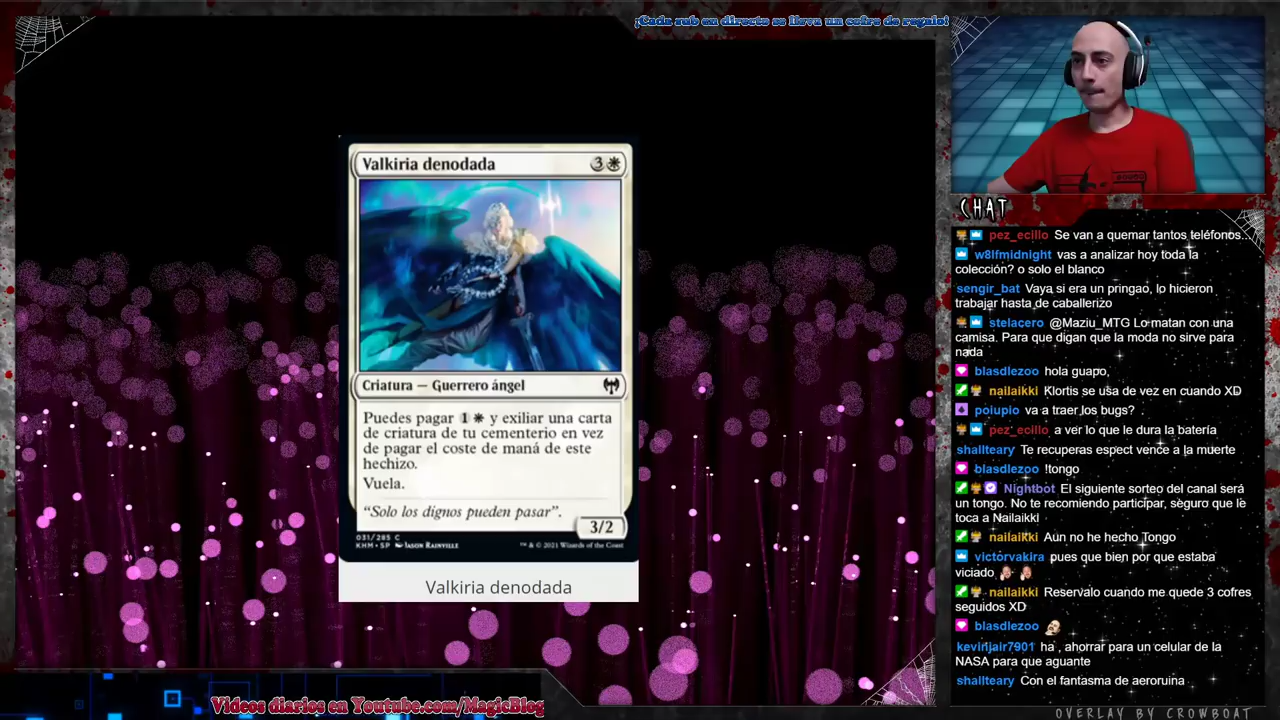 ¡Cada sub en directo se lleva un cofre de regalo!
Valkiria denodada
3
Criatura — Guerrero ángel
Puedes pagar 1 y exiliar una carta
de criatura de tu cementerio en vez
de pagar el coste de maná de este
hechizo.
Vuela.
“Solo los dignos pueden pasar”.
3/2
031/285 C
KHM • SP JASON RAINVILLE
™ & © 2021 Wizards of the Coast
Valkiria denodada
CHAT
pez_ecillo Se van a quemar tantos teléfonos...
w8lfmidnight vas a analizar hoy toda la
colección? o solo el blanco
sengir_bat Vaya si era un pringao, lo hicieron
trabajar hasta de caballerizo
stelacero @Maziu_MTG Lo matan con una
camisa. Para que digan que la moda no sirve para
nada
blasdlezoo hola guapo,
nailaikki Klortis se usa de vez en cuando XD
poiupio va a traer los bugs?
pez_ecillo a ver lo que le dura la batería
shallteary Te recuperas espect vence a la muerte
blasdlezoo !tongo
Nightbot El siguiente sorteo del canal será
un tongo. No te recomiendo participar, seguro que le
toca a Nailaikki
nailaikki Aun no he hecho Tongo
victorvakira pues que bien por que estaba
viciado
nailaikki Reservalo cuando me quede 3 cofres
seguidos XD
blasdlezoo
kevinjair7901 ha , ahorrar para un celular de la
NASA para que aguante
shallteary Con el fantasma de aeroruina
Videos diarios en Youtube.com/MagicBlog
OVERLAY BY CROWBOAT